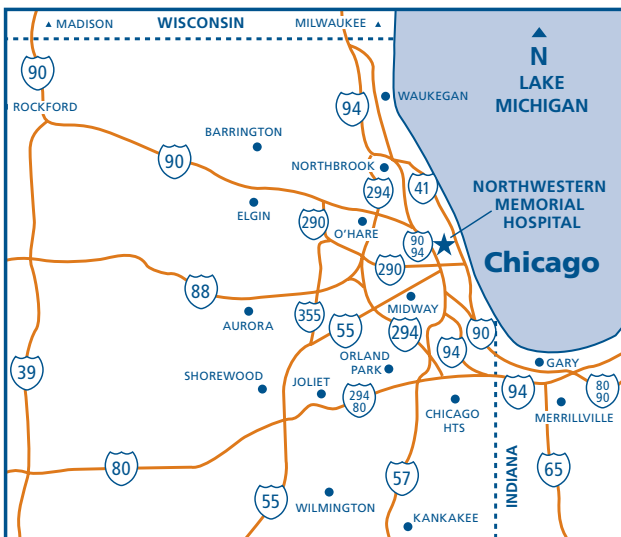 ▲ MADISON
WISCONSIN
MILWAUKEE ▲
N
LAKE
MICHIGAN
90
ROCKFORD
94
WAUKEGAN
BARRINGTON
90
NORTHBROOK
294
41
NORTHWESTERN
MEMORIAL
HOSPITAL
ELGIN
290
O'HARE
90
94
Chicago
290
88
MIDWAY
AURORA
355
55
294
90
94
ORLAND
PARK
GARY
39
SHOREWOOD
JOLIET
294
80
CHICAGO
HTS
94
80
90
MERRILLVILLE
80
55
WILMINGTON
57
KANKAKEE
INDIANA
65